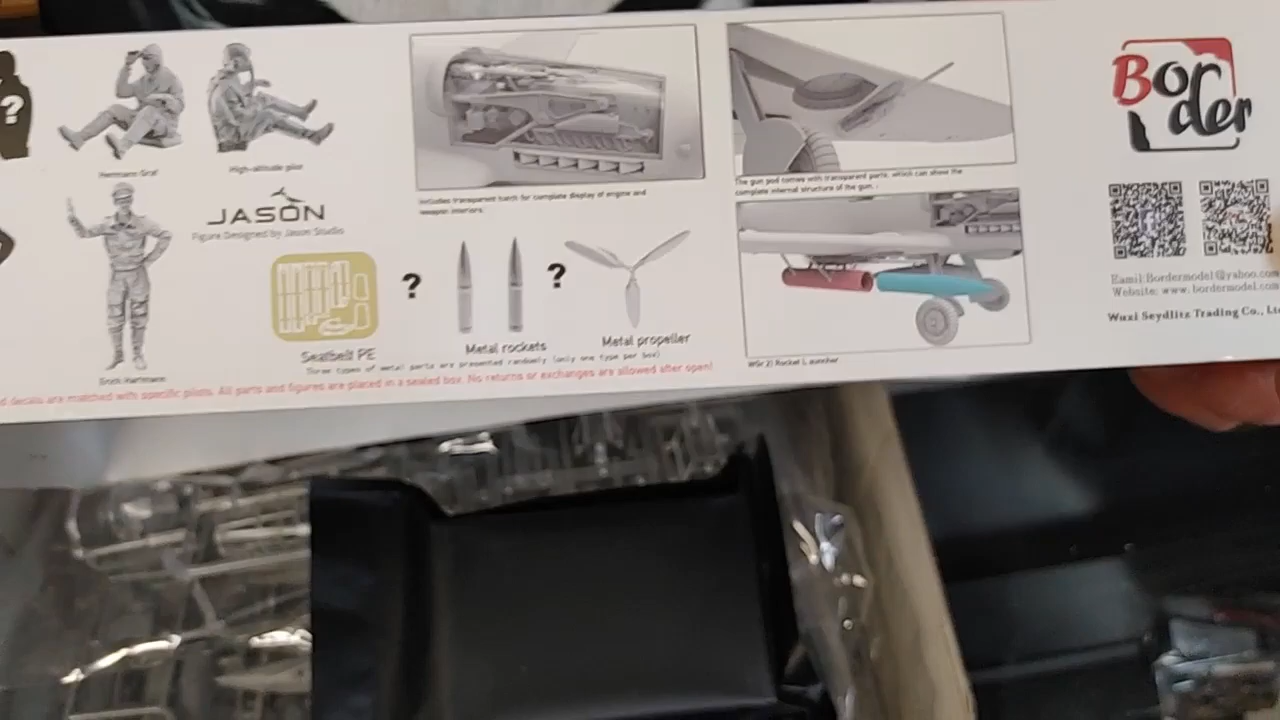 ?
Hermann Graf
High-altitude pilot
JASON
Figure Designed by Jason Studio
Erich Hartmann
Seatbelt PE
?
Metal rockets
?
Metal propeller
Three types of metal parts are presented randomly (only one type per box)
d decals are matched with specific pilots. All parts and figures are placed in a sealed box. No returns or exchanges are allowed after open!
Includes transparent hatch for complete display of engine and
weapon interiors.
The gun pod comes with transparent parts, which can show the
complete internal structure of the gun.
WGr 21 Rocket Launcher
Border
Eamil:Bordermodel@yahoo.com
Website: www.bordermodel.com
Wuxi Seydlitz Trading Co., Lt